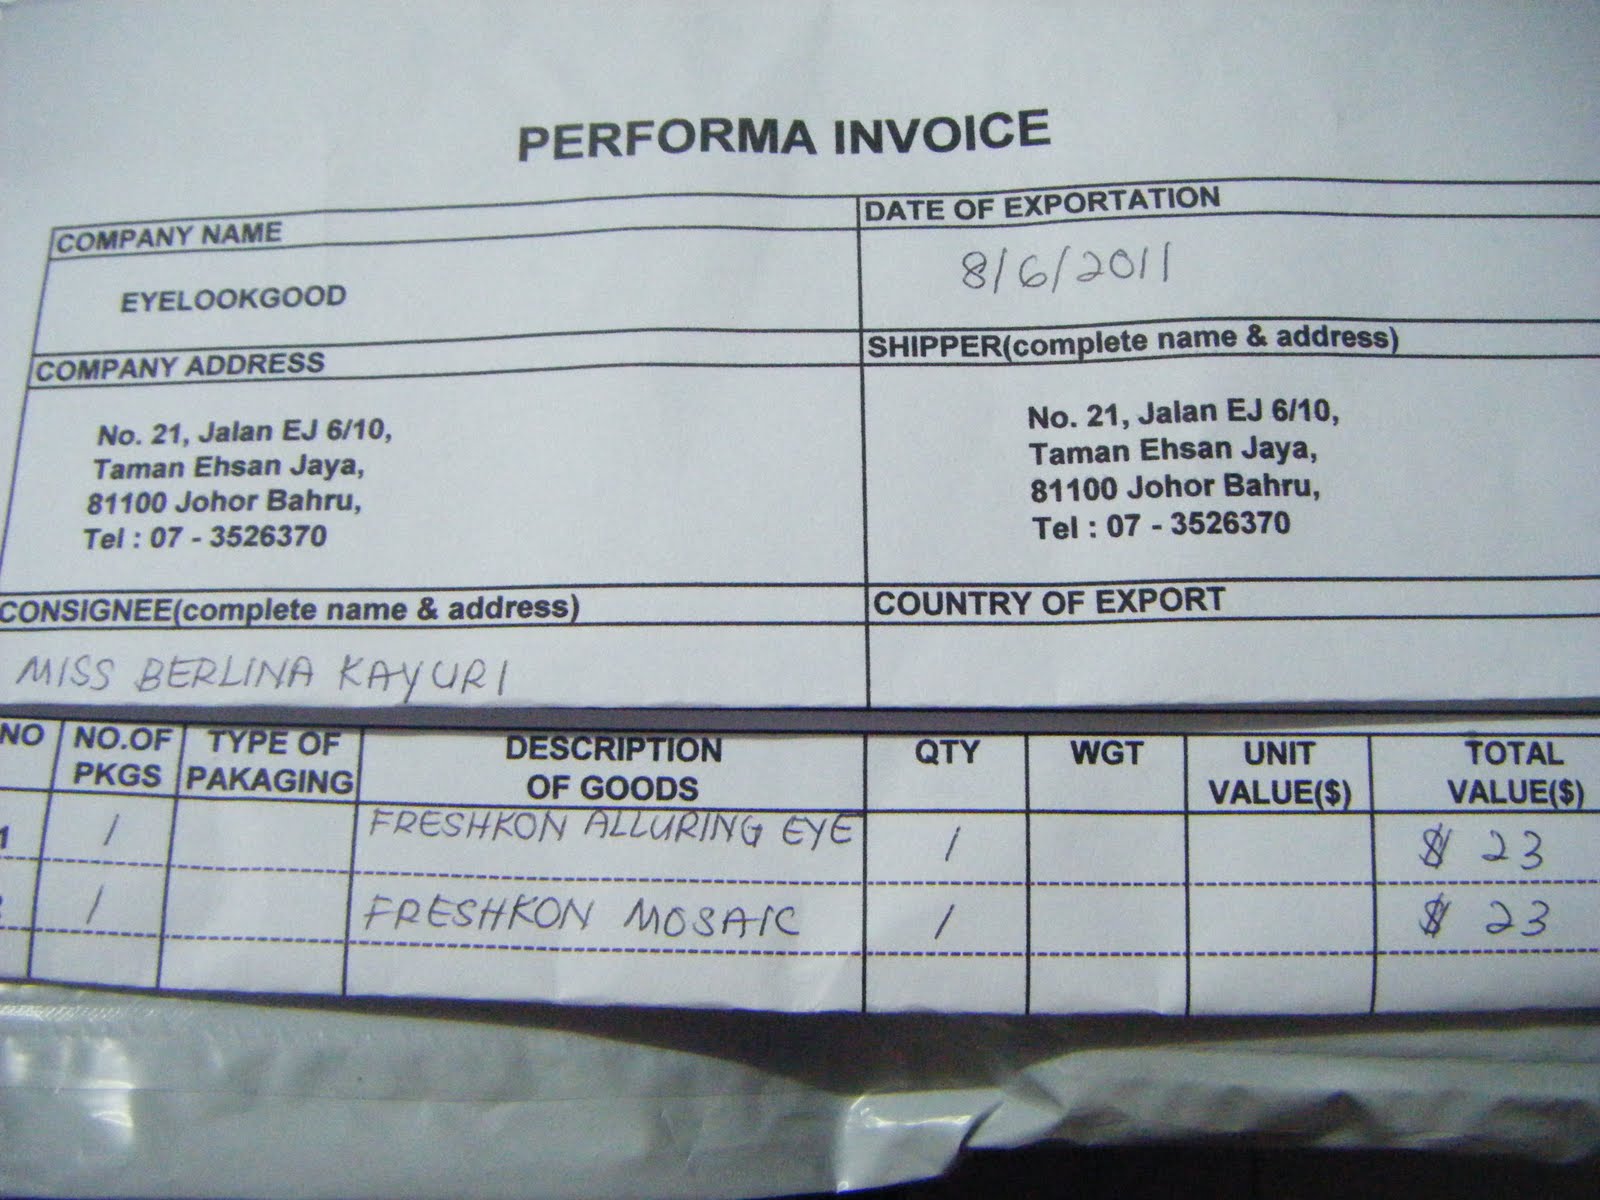 PERFORMA INVOICE
COMPANY NAME
EYELOOKGOOD
DATE OF EXPORTATION
8/6/2011
COMPANY ADDRESS
No. 21, Jalan EJ 6/10,
Taman Ehsan Jaya,
81100 Johor Bahru,
Tel : 07 - 3526370
SHIPPER(complete name & address)
No. 21, Jalan EJ 6/10,
Taman Ehsan Jaya,
81100 Johor Bahru,
Tel : 07 - 3526370
CONSIGNEE(complete name & address)
MISS BERLINA KAYURI
COUNTRY OF EXPORT
NO
NO.OF
PKGS
TYPE OF
PAKAGING
DESCRIPTION
OF GOODS
QTY
WGT
UNIT
VALUE($)
TOTAL
VALUE($)
1 1 FRESHKON ALLURING EYE 1 $ 23
1 FRESHKON MOSAIC 1 $ 23